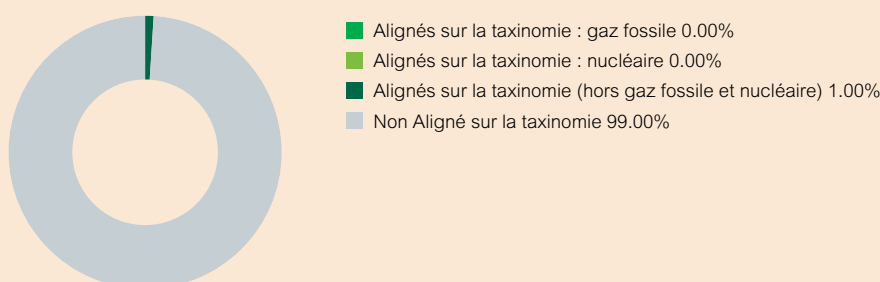 Alignés sur la taxinomie : gaz fossile 0.00%
Alignés sur la taxinomie : nucléaire 0.00%
Alignés sur la taxinomie (hors gaz fossile et nucléaire) 1.00%
Non Aligné sur la taxinomie 99.00%